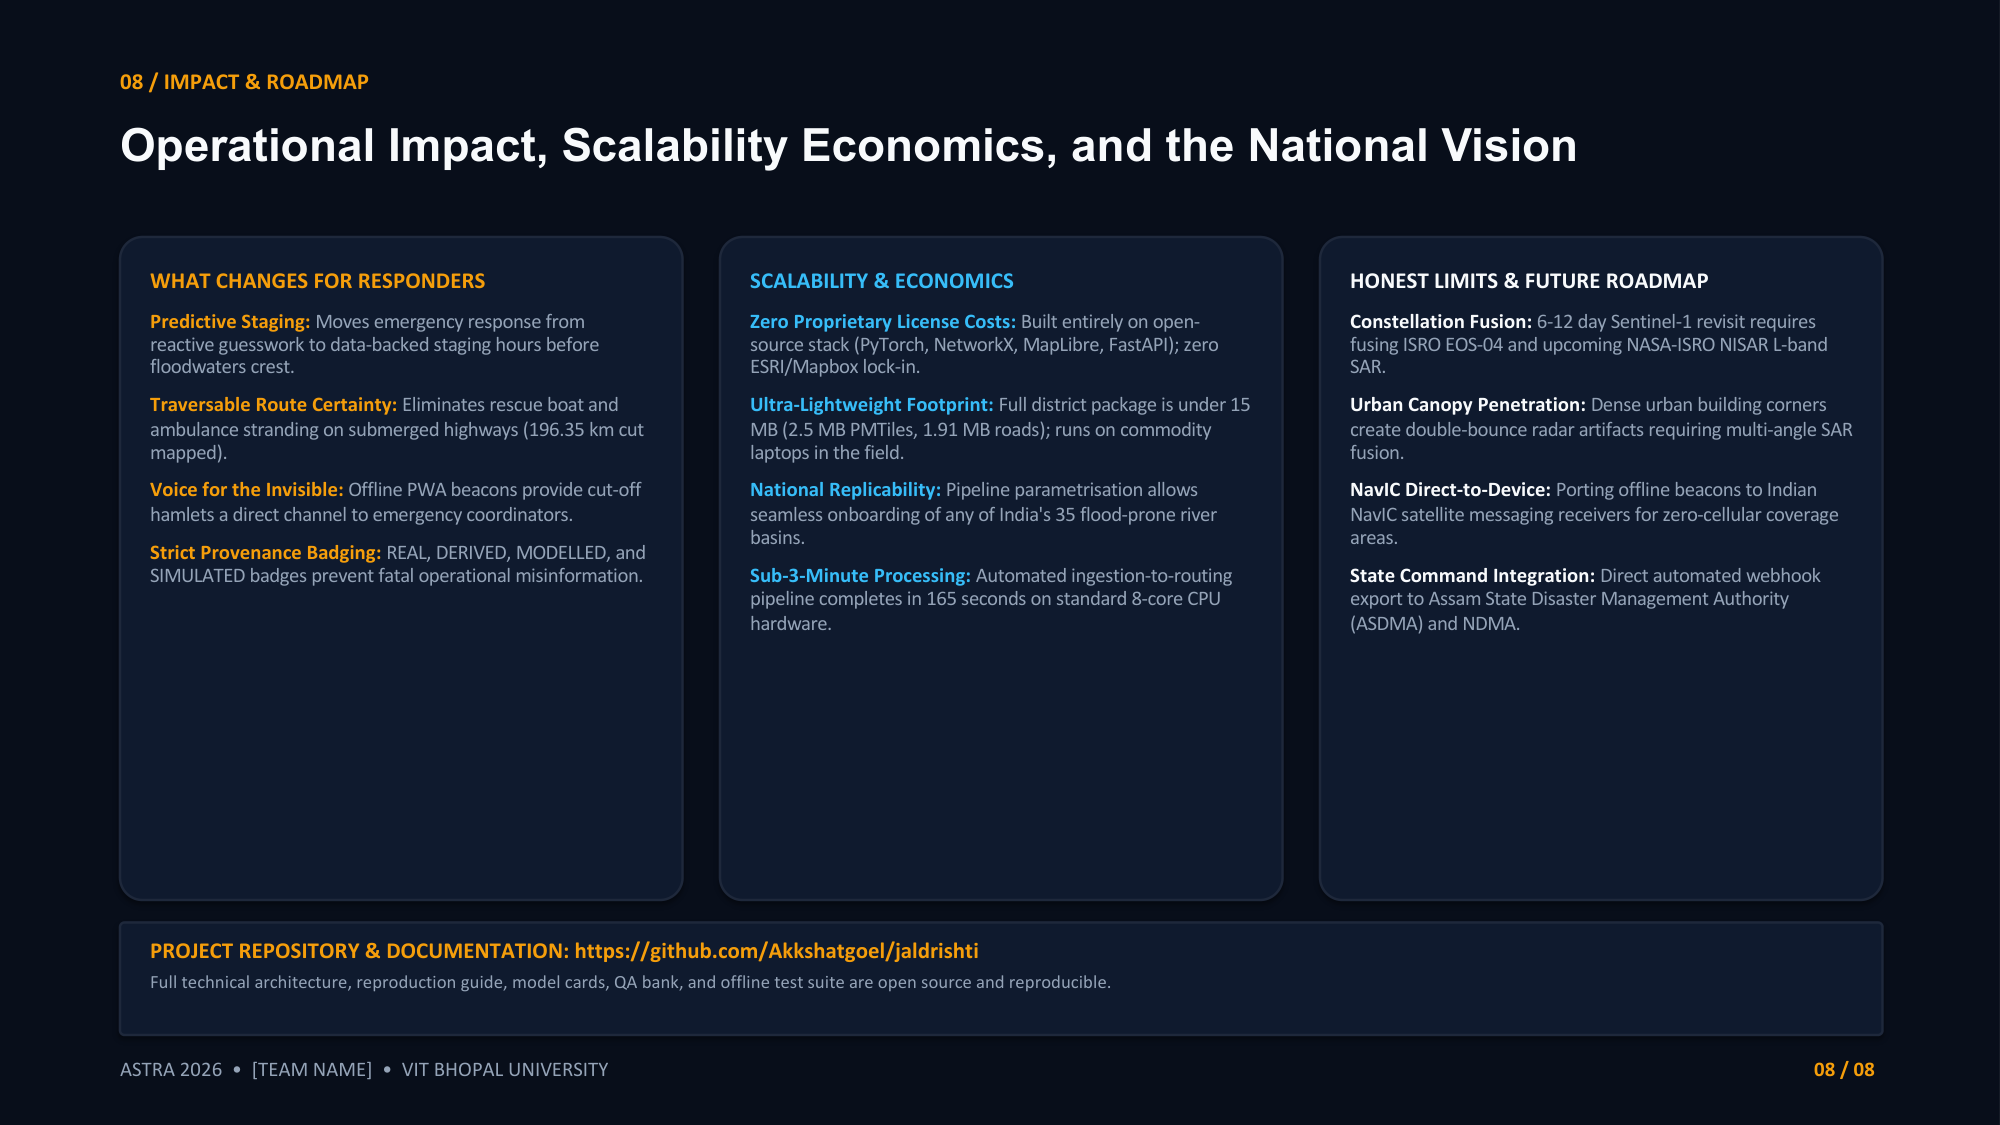 08 / IMPACT & ROADMAP
Operational Impact, Scalability Economics, and the National Vision
WHAT CHANGES FOR RESPONDERS
Predictive Staging: Moves emergency response from
reactive guesswork to data-backed staging hours before
floodwaters crest.
Traversable Route Certainty: Eliminates rescue boat and
ambulance stranding on submerged highways (196.35 km cut
mapped).
Voice for the Invisible: Offline PWA beacons provide cut-off
hamlets a direct channel to emergency coordinators.
Strict Provenance Badging: REAL, DERIVED, MODELLED, and
SIMULATED badges prevent fatal operational misinformation.
SCALABILITY & ECONOMICS
Zero Proprietary License Costs: Built entirely on open-
source stack (PyTorch, NetworkX, MapLibre, FastAPI); zero
ESRI/Mapbox lock-in.
Ultra-Lightweight Footprint: Full district package is under 15
MB (2.5 MB PMTiles, 1.91 MB roads); runs on commodity
laptops in the field.
National Replicability: Pipeline parametrisation allows
seamless onboarding of any of India's 35 flood-prone river
basins.
Sub-3-Minute Processing: Automated ingestion-to-routing
pipeline completes in 165 seconds on standard 8-core CPU
hardware.
HONEST LIMITS & FUTURE ROADMAP
Constellation Fusion: 6-12 day Sentinel-1 revisit requires
fusing ISRO EOS-04 and upcoming NASA-ISRO NISAR L-band
SAR.
Urban Canopy Penetration: Dense urban building corners
create double-bounce radar artifacts requiring multi-angle SAR
fusion.
NavIC Direct-to-Device: Porting offline beacons to Indian
NavIC satellite messaging receivers for zero-cellular coverage
areas.
State Command Integration: Direct automated webhook
export to Assam State Disaster Management Authority
(ASDMA) and NDMA.
PROJECT REPOSITORY & DOCUMENTATION: https://github.com/Akkshatgoel/jaldrishti
Full technical architecture, reproduction guide, model cards, QA bank, and offline test suite are open source and reproducible.
ASTRA 2026 • [TEAM NAME] • VIT BHOPAL UNIVERSITY
08 / 08